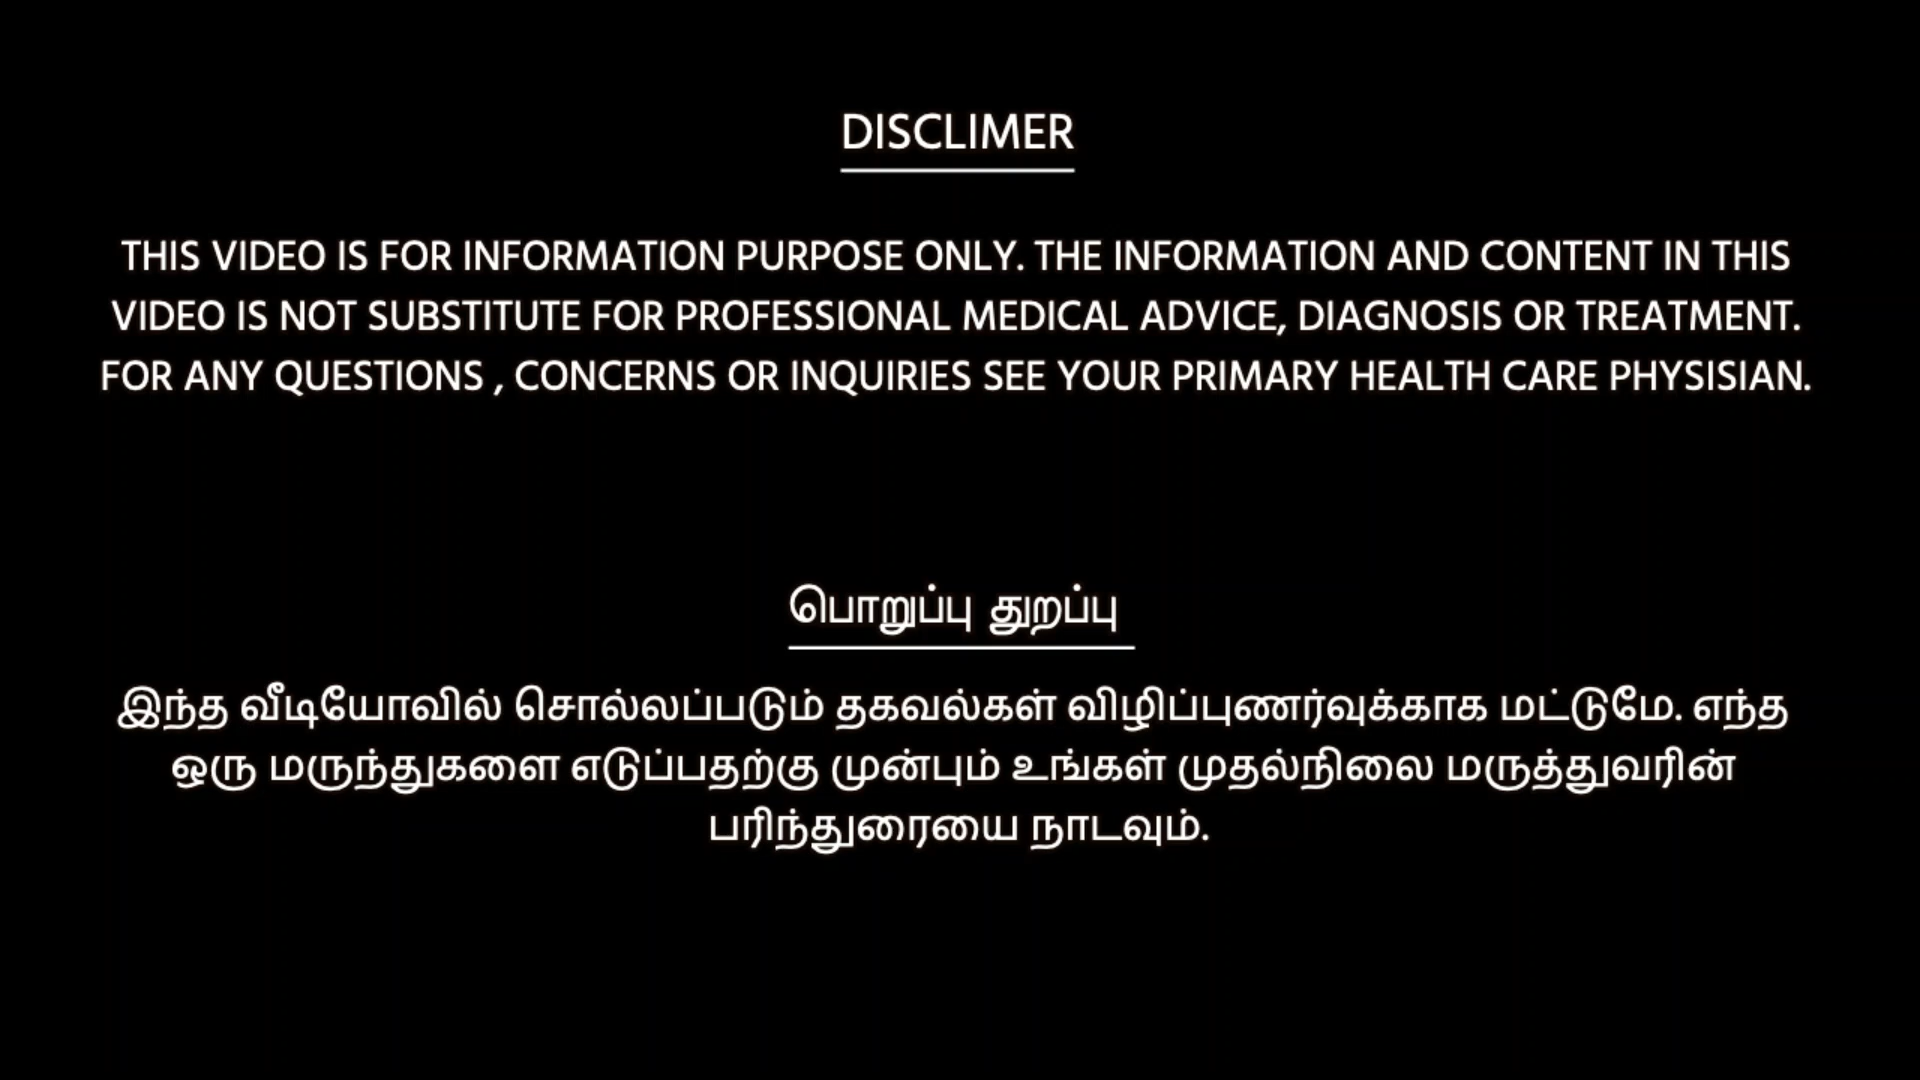 DISCLIMER
THIS VIDEO IS FOR INFORMATION PURPOSE ONLY. THE INFORMATION AND CONTENT IN THIS
VIDEO IS NOT SUBSTITUTE FOR PROFESSIONAL MEDICAL ADVICE, DIAGNOSIS OR TREATMENT.
FOR ANY QUESTIONS , CONCERNS OR INQUIRIES SEE YOUR PRIMARY HEALTH CARE PHYSISIAN.
பொறுப்பு துறப்பு
இந்த வீடியோவில் சொல்லப்படும் தகவல்கள் விழிப்புணர்வுக்காக மட்டுமே. எந்த
ஒரு மருந்துகளை எடுப்பதற்கு முன்பும் உங்கள் முதல்நிலை மருத்துவரின்
பரிந்துரையை நாடவும்.